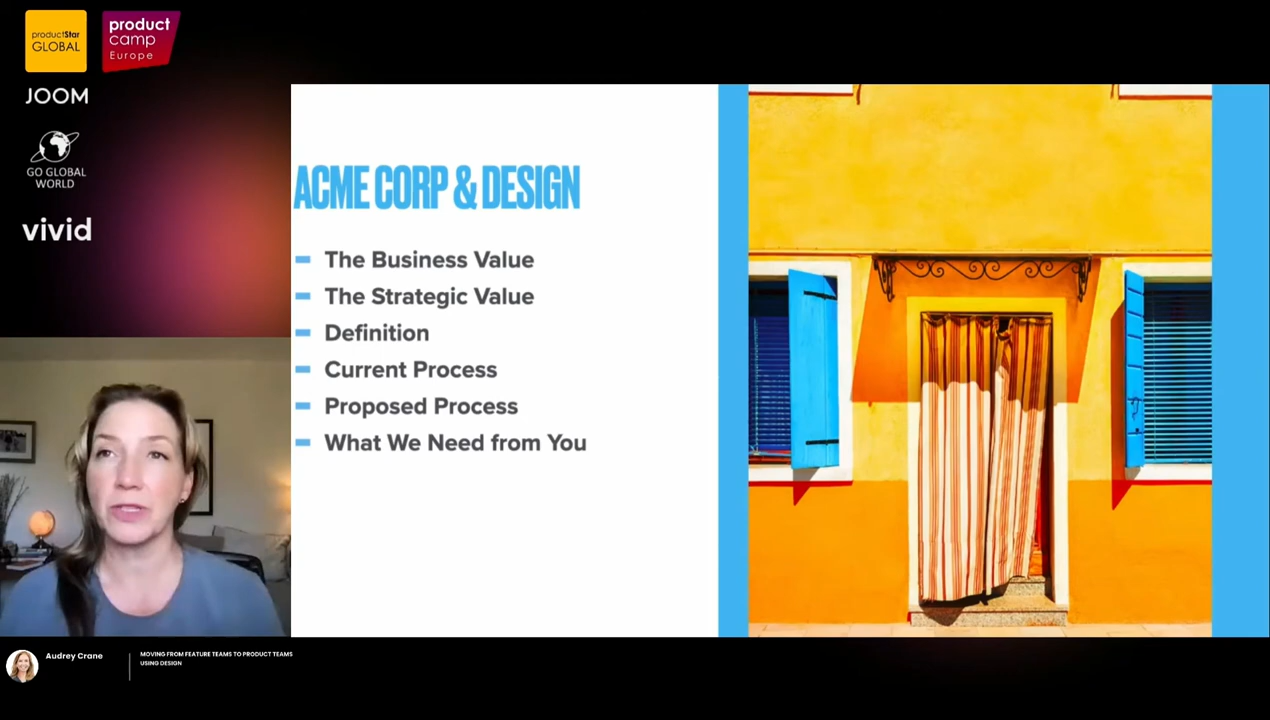 productStar
GLOBAL
product
camp
Europe
JOOM
GO GLOBAL
WORLD
vivid
ACME CORP & DESIGN
The Business Value
The Strategic Value
Definition
Current Process
Proposed Process
What We Need from You
Audrey Crane
MOVING FROM FEATURE TEAMS TO PRODUCT TEAMS
USING DESIGN